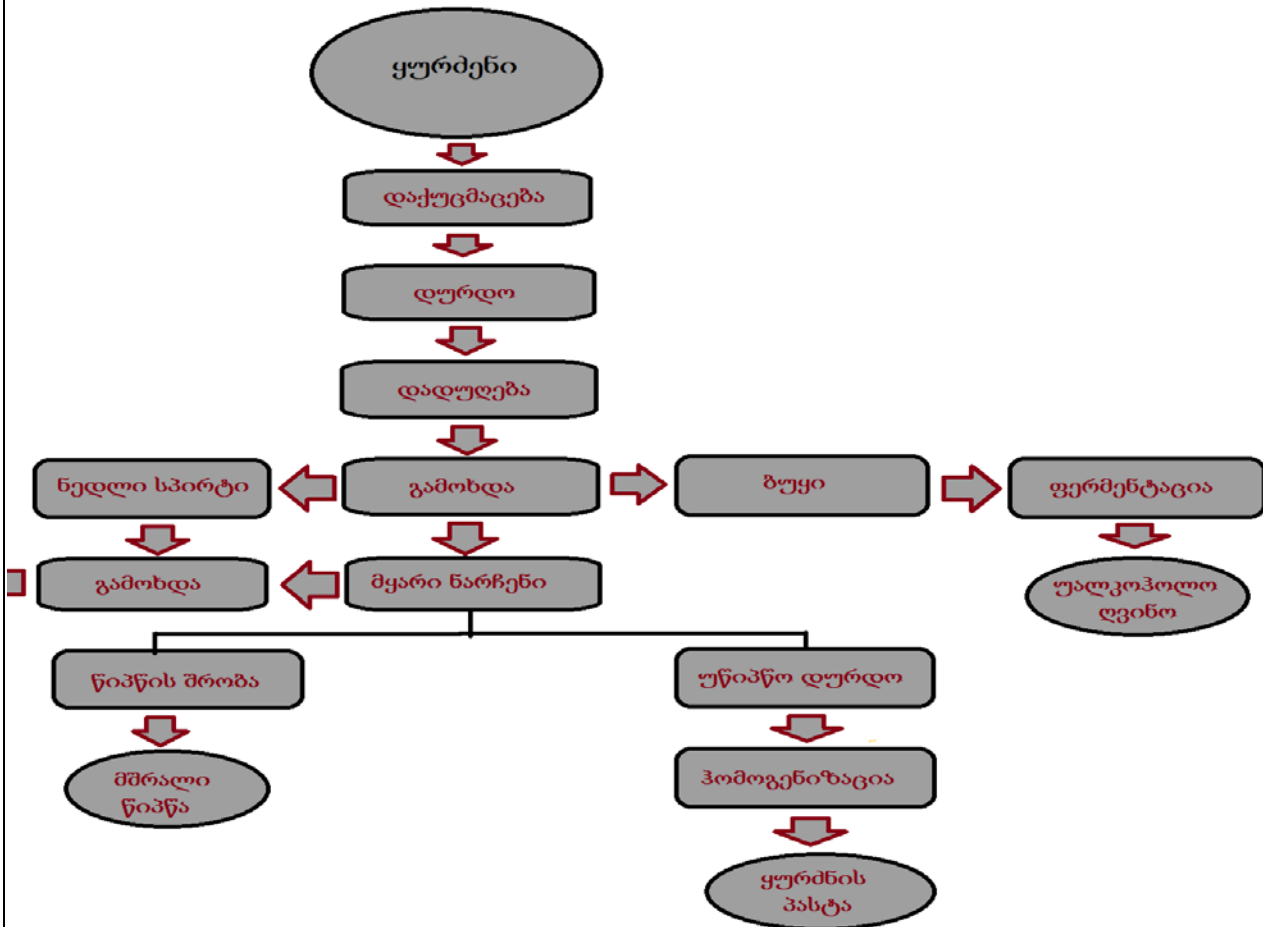 ყურძენი
დაქუცმაცება
დურდო
დადუღება
ნედლი სპირტი
გამოხდა
ბუყი
ფერმენტაცია
გამოხდა
მყარი ნარჩენი
უალკოჰოლო
ღვინო
წიპწის შრობა
უწიპწო დურდო
მშრალი
წიპწა
ჰომოგენიზაცია
ყურძნის
პასტა